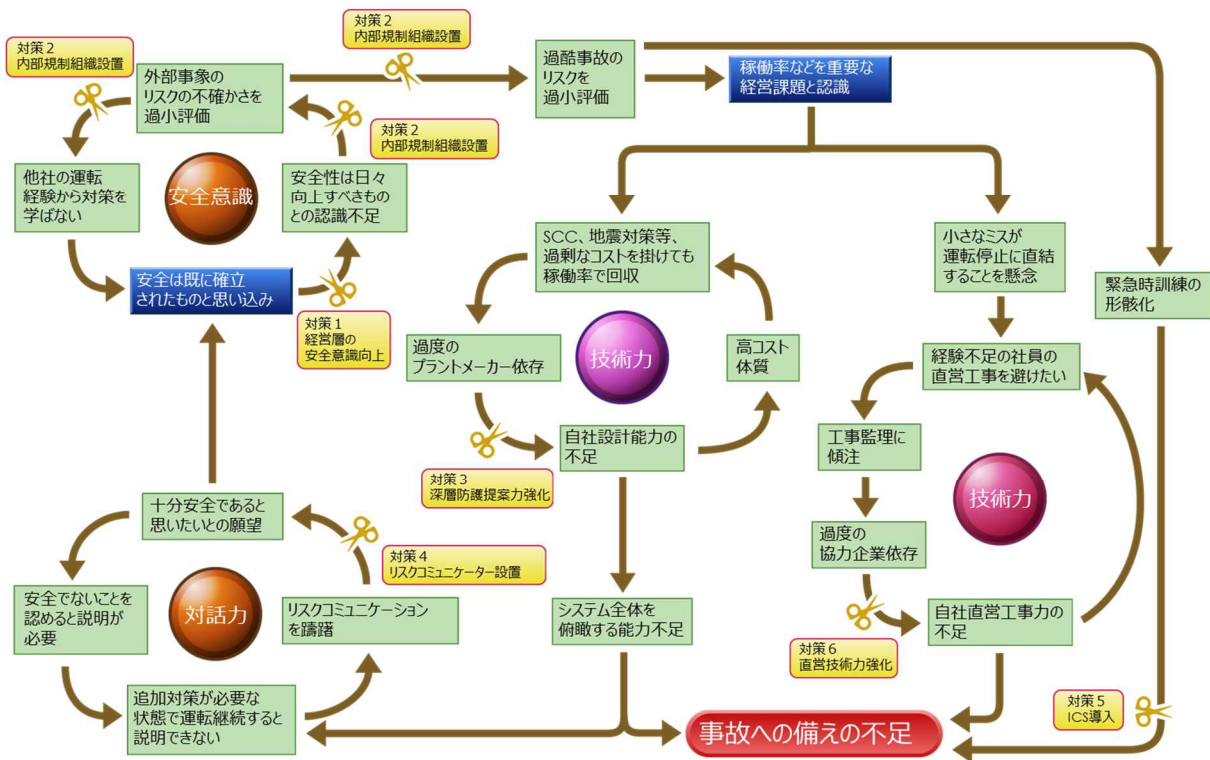 対策２
内部規制組織設置
対策２
内部規制組織設置
外部事象の
リスクの不確かさを
過小評価
過酷事故の
リスクを
過小評価
稼働率などを重要な
経営課題と認識
対策２
内部規制組織設置
他社の運転
経験から対策を
学ばない
安全意識
安全性は日々
向上すべきもの
との認識不足
SCC、地震対策等、
過剰なコストを掛けても
稼働率で回収
小さなミスが
運転停止に直結
することを懸念
緊急時訓練の
形骸化
安全は既に確立
されたものと思い込み
対策１
経営層の
安全意識向上
過度の
プラントメーカー依存
技術力
高コスト
体質
経験不足の社員の
直営工事を避けたい
自社設計能力の
不足
対策３
深層防護提案力強化
工事監理に
傾注
技術力
十分安全であると
思いたいとの願望
過度の
協力企業依存
対策４
リスクコミュニケーター設置
安全でないことを
認めると説明が
必要
対話力
リスクコミュニケーション
を躊躇
システム全体を
俯瞰する能力不足
自社直営工事力の
不足
対策６
直営技術力強化
追加対策が必要な
状態で運転継続すると
説明できない
事故への備えの不足
対策５
ICS導入